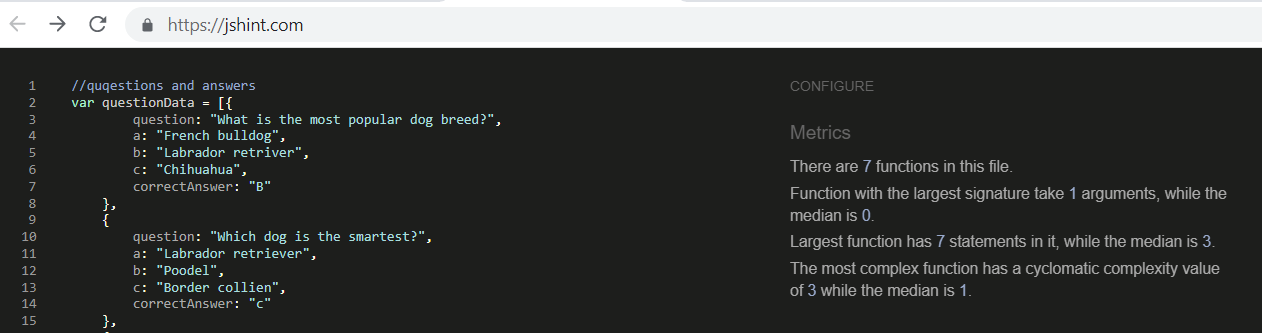 https://jshint.com
1 //quqestions and answers
2 var questionData = [{
3 question: "What is the most popular dog breed?",
4 a: "French bulldog",
5 b: "Labrador retriver",
6 c: "Chihuahua",
7 correctAnswer: "B"
8 },
9 {
10 question: "Which dog is the smartest?",
11 a: "Labrador retriever",
12 b: "Poodel",
13 c: "Border collien",
14 correctAnswer: "c"
15 },
CONFIGURE
Metrics
There are 7 functions in this file.
Function with the largest signature take 1 arguments, while the
median is 0.
Largest function has 7 statements in it, while the median is 3.
The most complex function has a cyclomatic complexity value
of 3 while the median is 1.